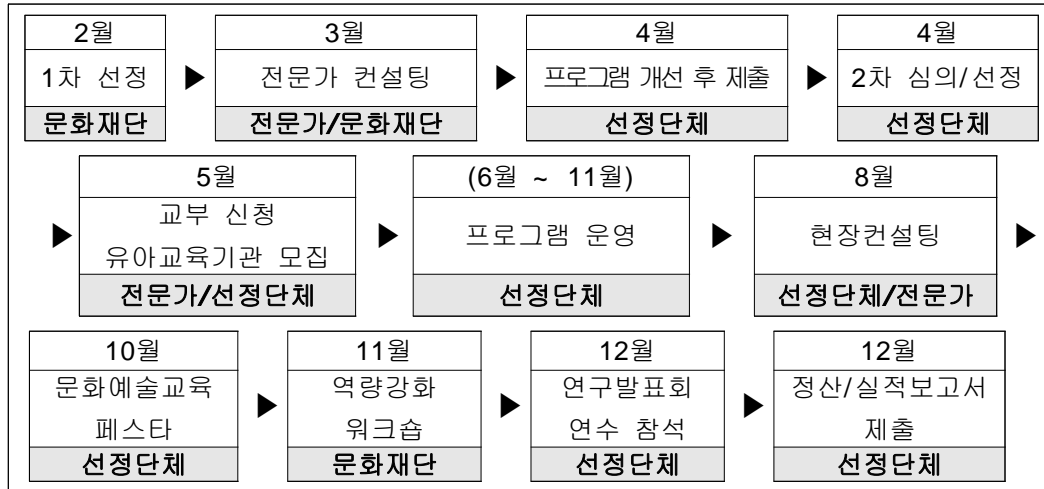 2월
1차 선정
문화재단
▶
3월
전문가 컨설팅
전문가/문화재단
▶
4월
프로그램 개선 후 제출
선정단체
▶
4월
2차 심의/선정
선정단체
▶
5월
교부 신청
유아교육기관 모집
전문가/선정단체
▶
(6월 ~ 11월)
프로그램 운영
선정단체
▶
8월
현장컨설팅
선정단체/전문가
▶
10월
문화예술교육
페스타
선정단체
▶
11월
역량강화
워크숍
문화재단
▶
12월
연구발표회
연수 참석
선정단체
▶
12월
정산/실적보고서
제출
선정단체